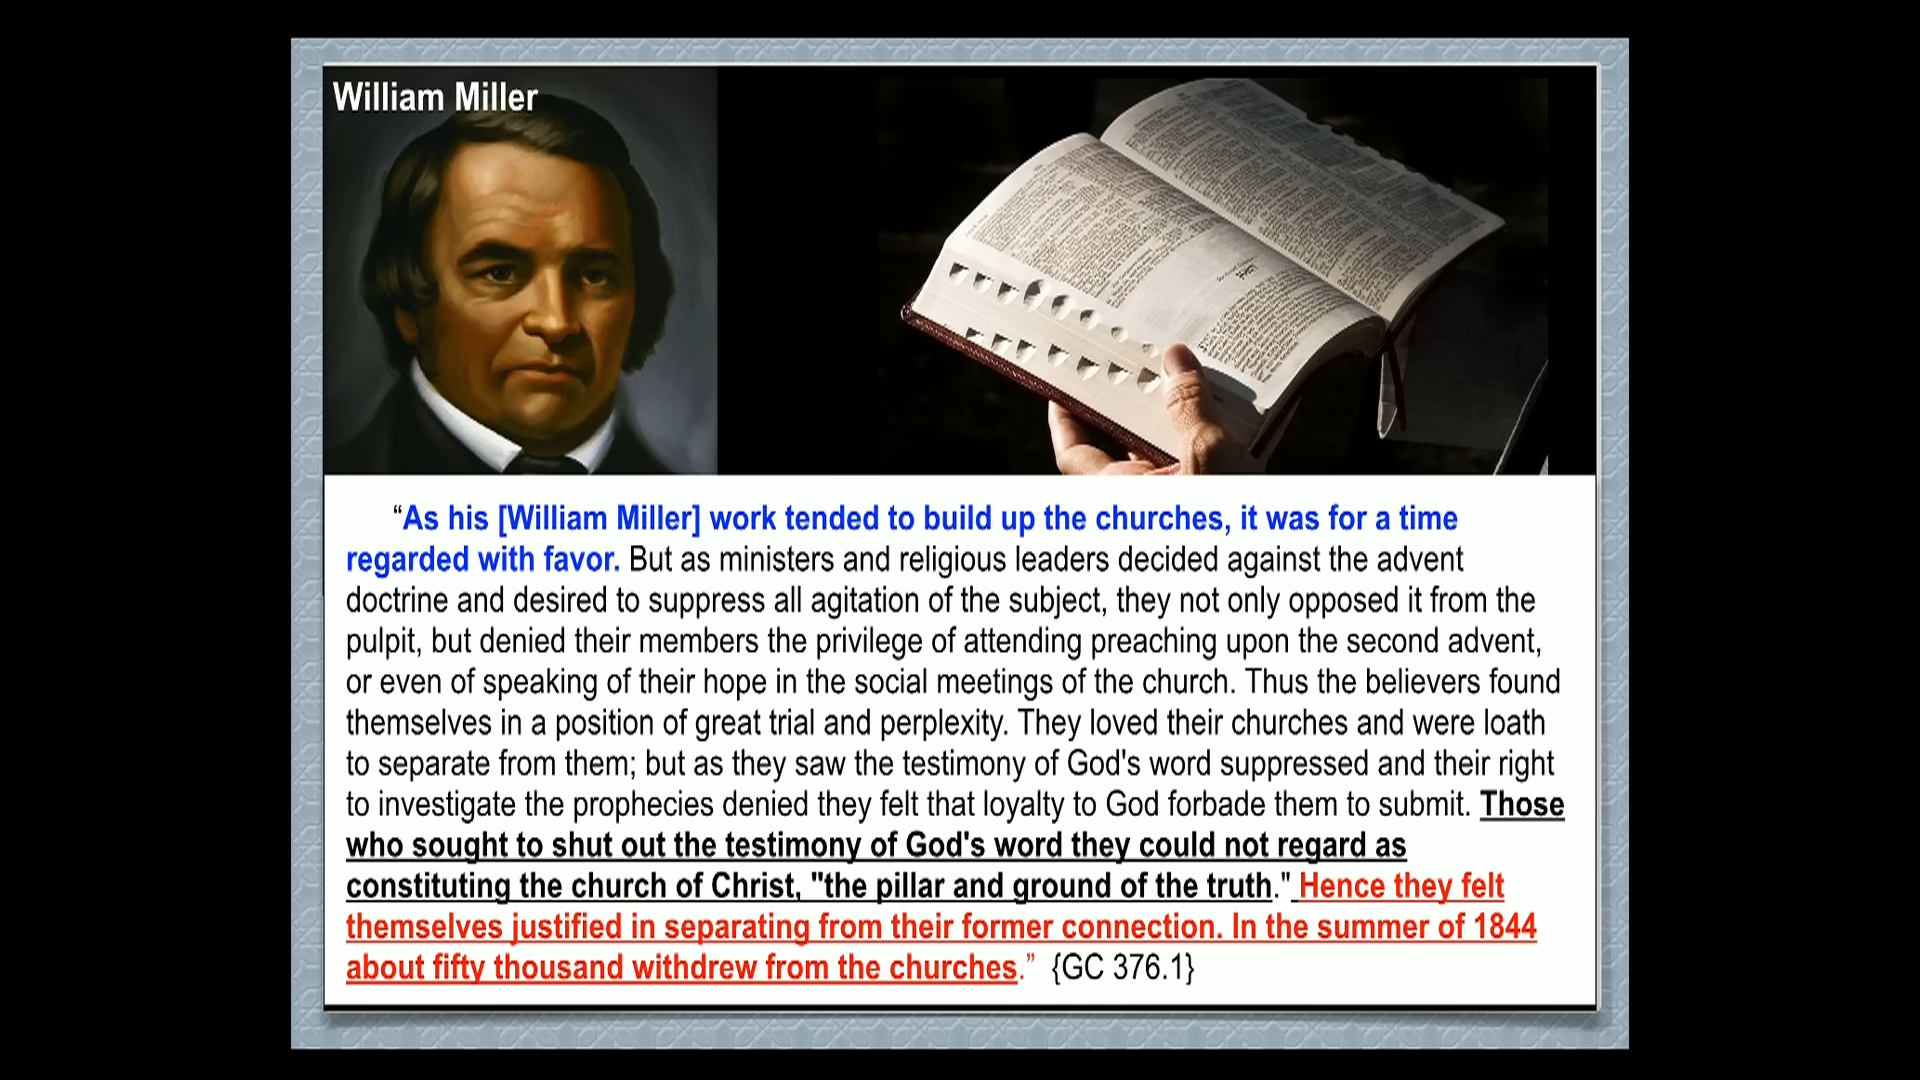 William Miller
“As his [William Miller] work tended to build up the churches, it was for a time
regarded with favor. But as ministers and religious leaders decided against the advent
doctrine and desired to suppress all agitation of the subject, they not only opposed it from the
pulpit, but denied their members the privilege of attending preaching upon the second advent,
or even of speaking of their hope in the social meetings of the church. Thus the believers found
themselves in a position of great trial and perplexity. They loved their churches and were loath
to separate from them; but as they saw the testimony of God's word suppressed and their right
to investigate the prophecies denied they felt that loyalty to God forbade them to submit. Those
who sought to shut out the testimony of God's word they could not regard as
constituting the church of Christ, "the pillar and ground of the truth." Hence they felt
themselves justified in separating from their former connection. In the summer of 1844
about fifty thousand withdrew from the churches.” {GC 376.1}